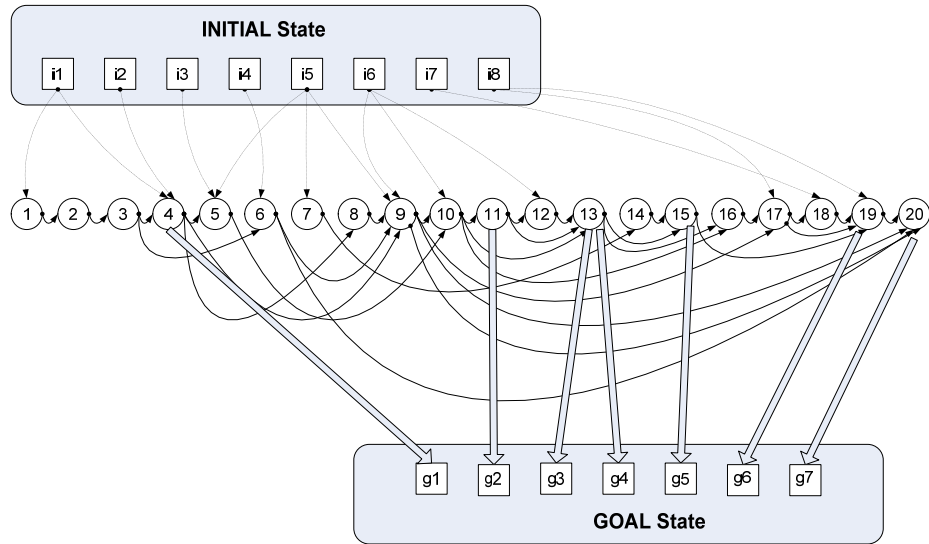 INITIAL State
i1 i2 i3 i4 i5 i6 i7 i8
1 2 3 4 5 6 7 8 9 10 11 12 13 14 15 16 17 18 19 20
g1 g2 g3 g4 g5 g6 g7
GOAL State